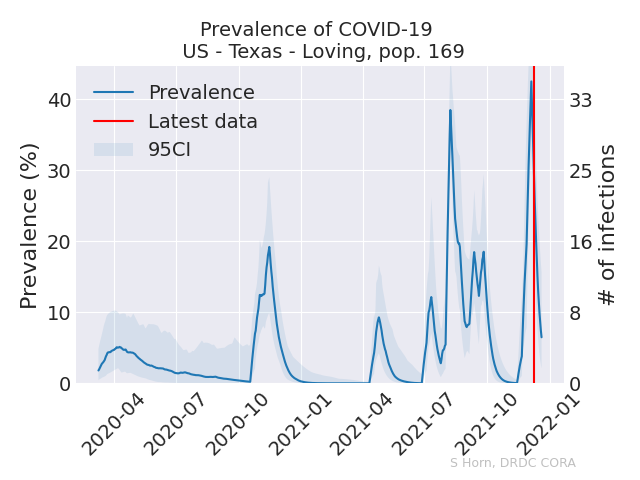 Prevalence of COVID-19
US - Texas - Loving, pop. 169
Prevalence
Latest data
95CI
Prevalence (%)
40
30
20
10
0
# of infections
33
25
16
8
0
2020-04
2020-07
2020-10
2021-01
2021-04
2021-07
2021-10
2022-01
S Horn, DRDC CORA